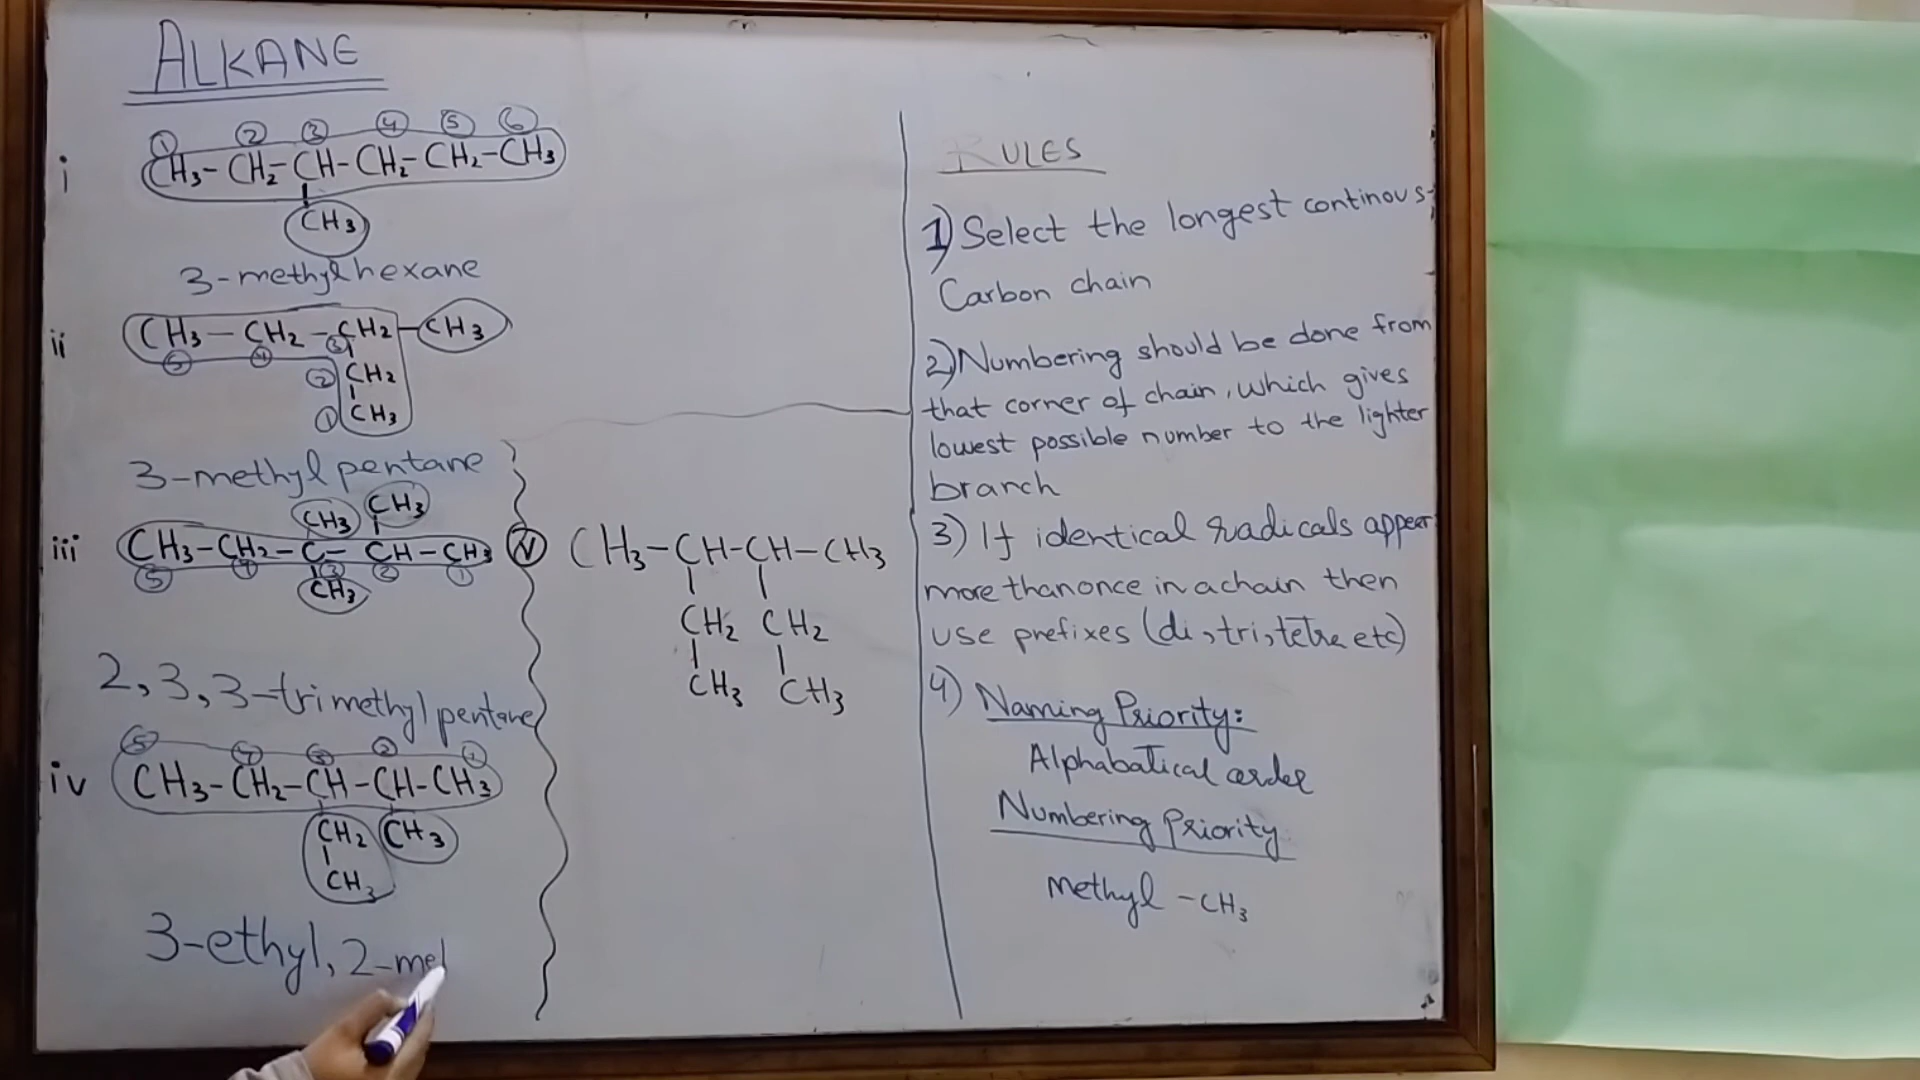 ALKANE
① ② ③ ④ ⑤ ⑥
i CH₃-CH₂-CH-CH₂-CH₂-CH₃
CH₃
3-methylhexane
ii CH₃-CH₂-CH₂-CH₃
⑤ ④ ③
② CH₂
① CH₃
3-methyl pentane
CH₃ CH₃
iii CH₃-CH₂-C-CH-CH₃
⑤ ④ ③ ② ①
CH₃
2,3,3-trimethyl pentane
⑤ ④ ③ ② ①
iv CH₃-CH₂-CH-CH-CH₃
CH₂ CH₃
CH₃
3-ethyl, 2-me
V CH₃-CH-CH-CH₃
CH₂ CH₂
CH₃ CH₃
RULES
1) Select the longest continous
Carbon chain
2) Numbering should be done from
that corner of chain, which gives
lowest possible number to the lighter
branch
3) If identical radicals appear
more than once in a chain then
use prefixes (di, tri, tetra etc)
4) Naming Priority:
Alphabatical order
Numbering Priority
Methyl -CH₃